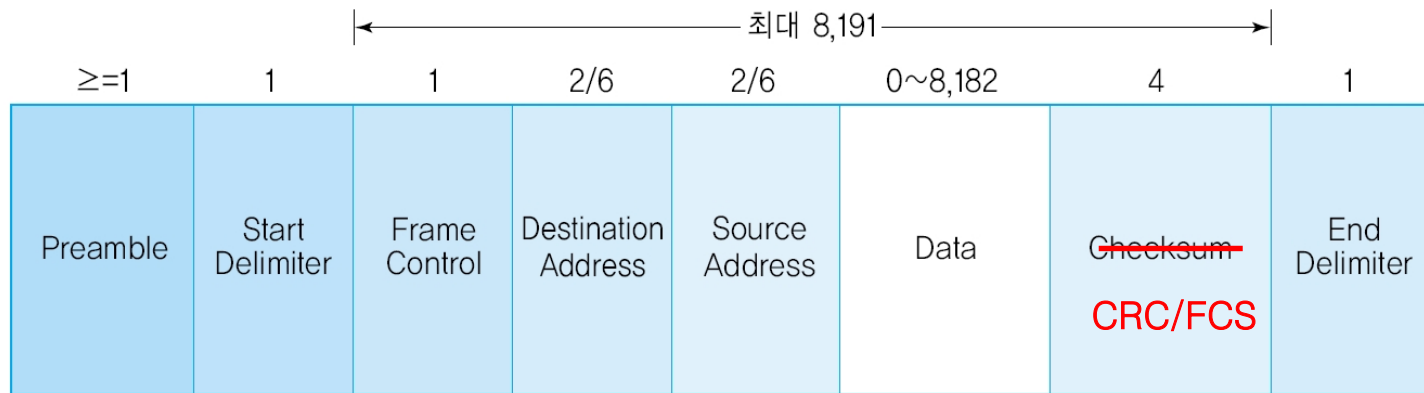 최대 8,191
≥=1 1 1 2/6 2/6 0~8,182 4 1
Preamble
Start
Delimiter
Frame
Control
Destination
Address
Source
Address
Data
Checksum
CRC/FCS
End
Delimiter